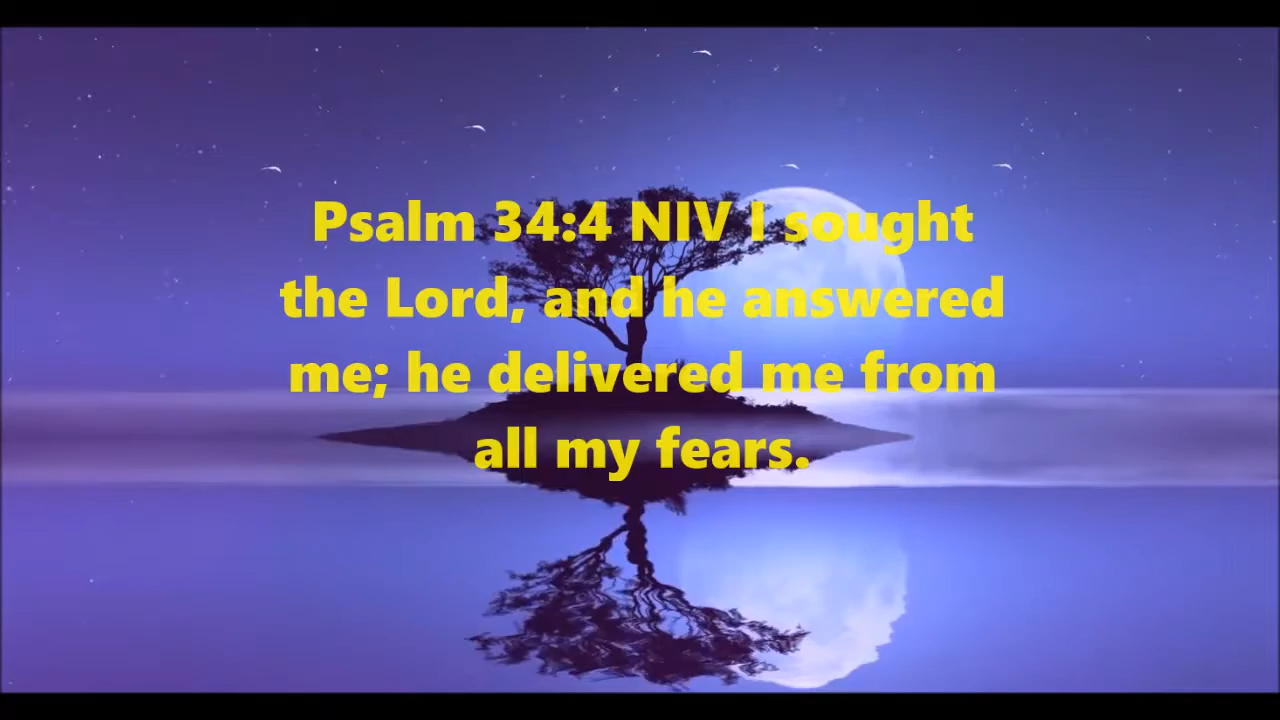 Psalm 34:4 NIV I sought
the Lord, and he answered
me; he delivered me from
all my fears.